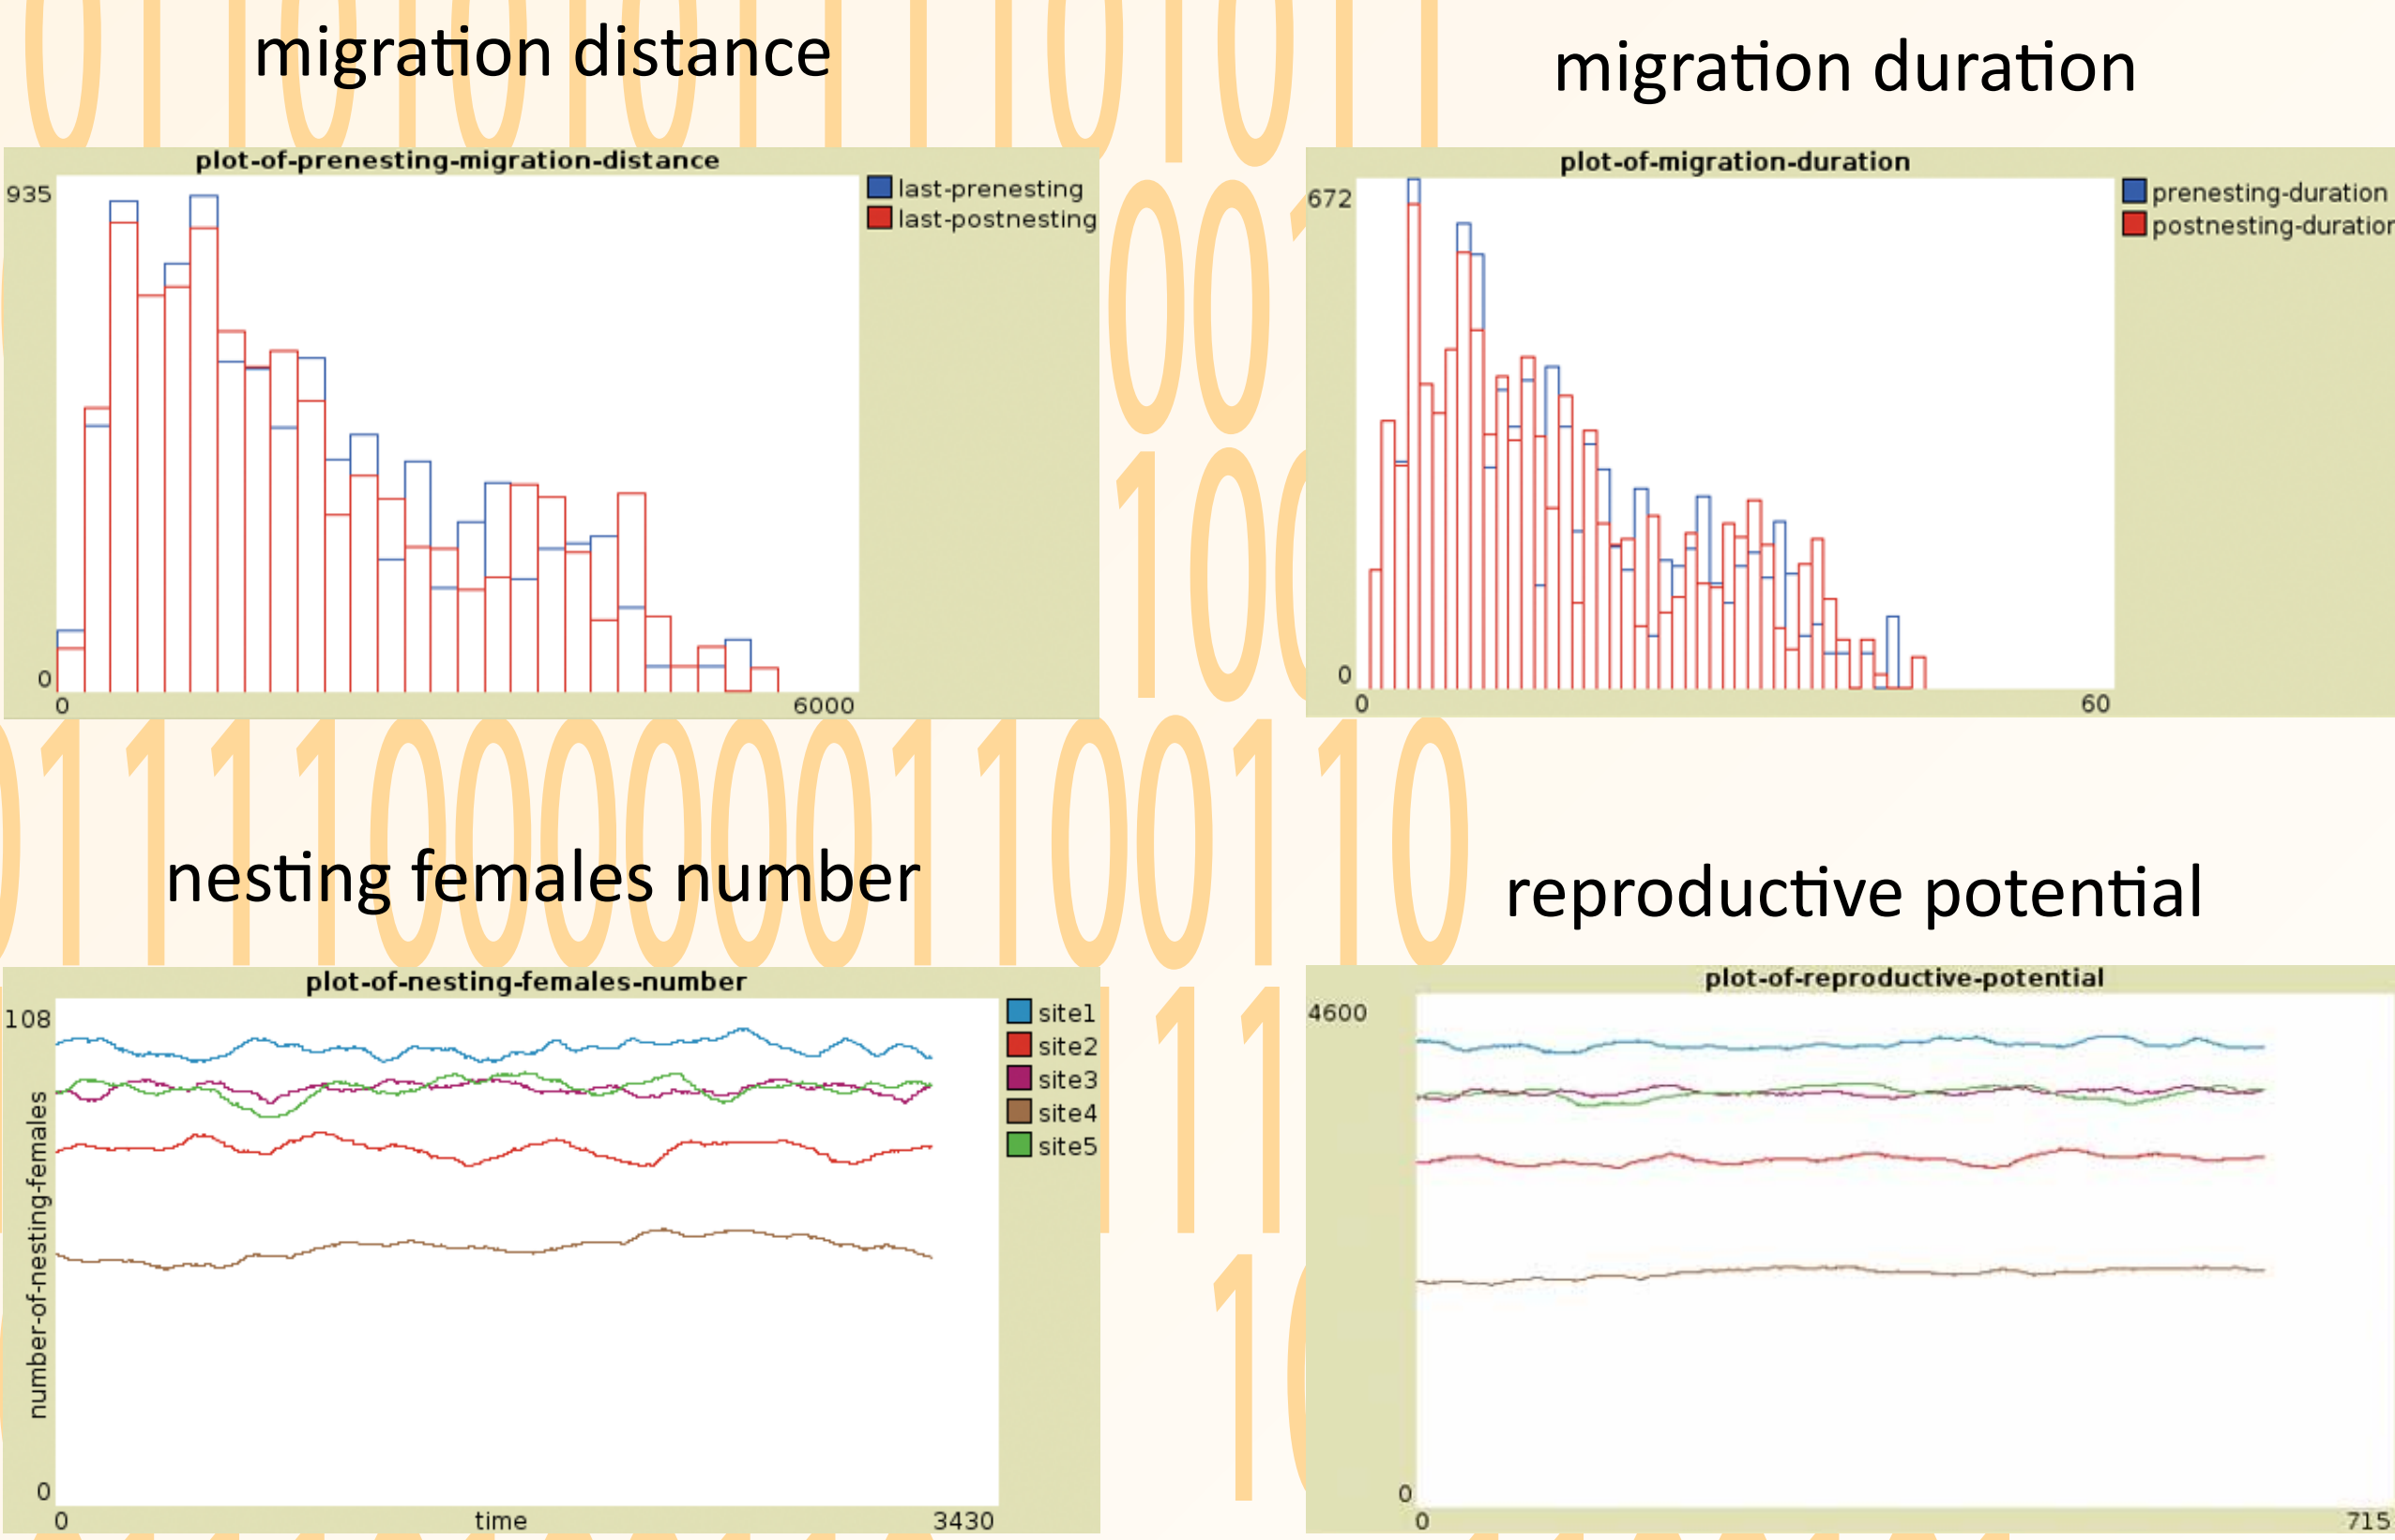 migration distance
plot-of-prenesting-migration-distance
935
0
0
6000
last-prenesting
last-postnesting
migration duration
plot-of-migration-duration
672
0
0
60
prenesting-duration
postnesting-duration
nesting females number
plot-of-nesting-females-number
108
number-of-nesting-females
0
0
time
3430
site1
site2
site3
site4
site5
reproductive potential
plot-of-reproductive-potential
4600
0
0
715